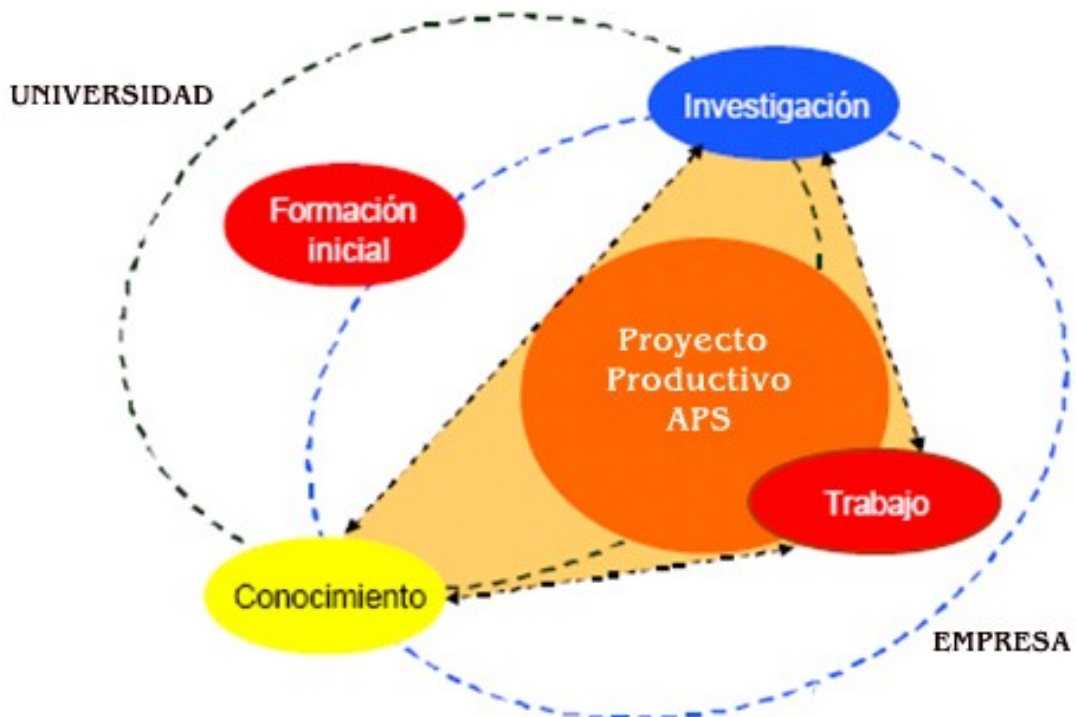 UNIVERSIDAD
Investigación
Formación
inicial
Proyecto
Productivo
APS
Trabajo
Conocimiento
EMPRESA